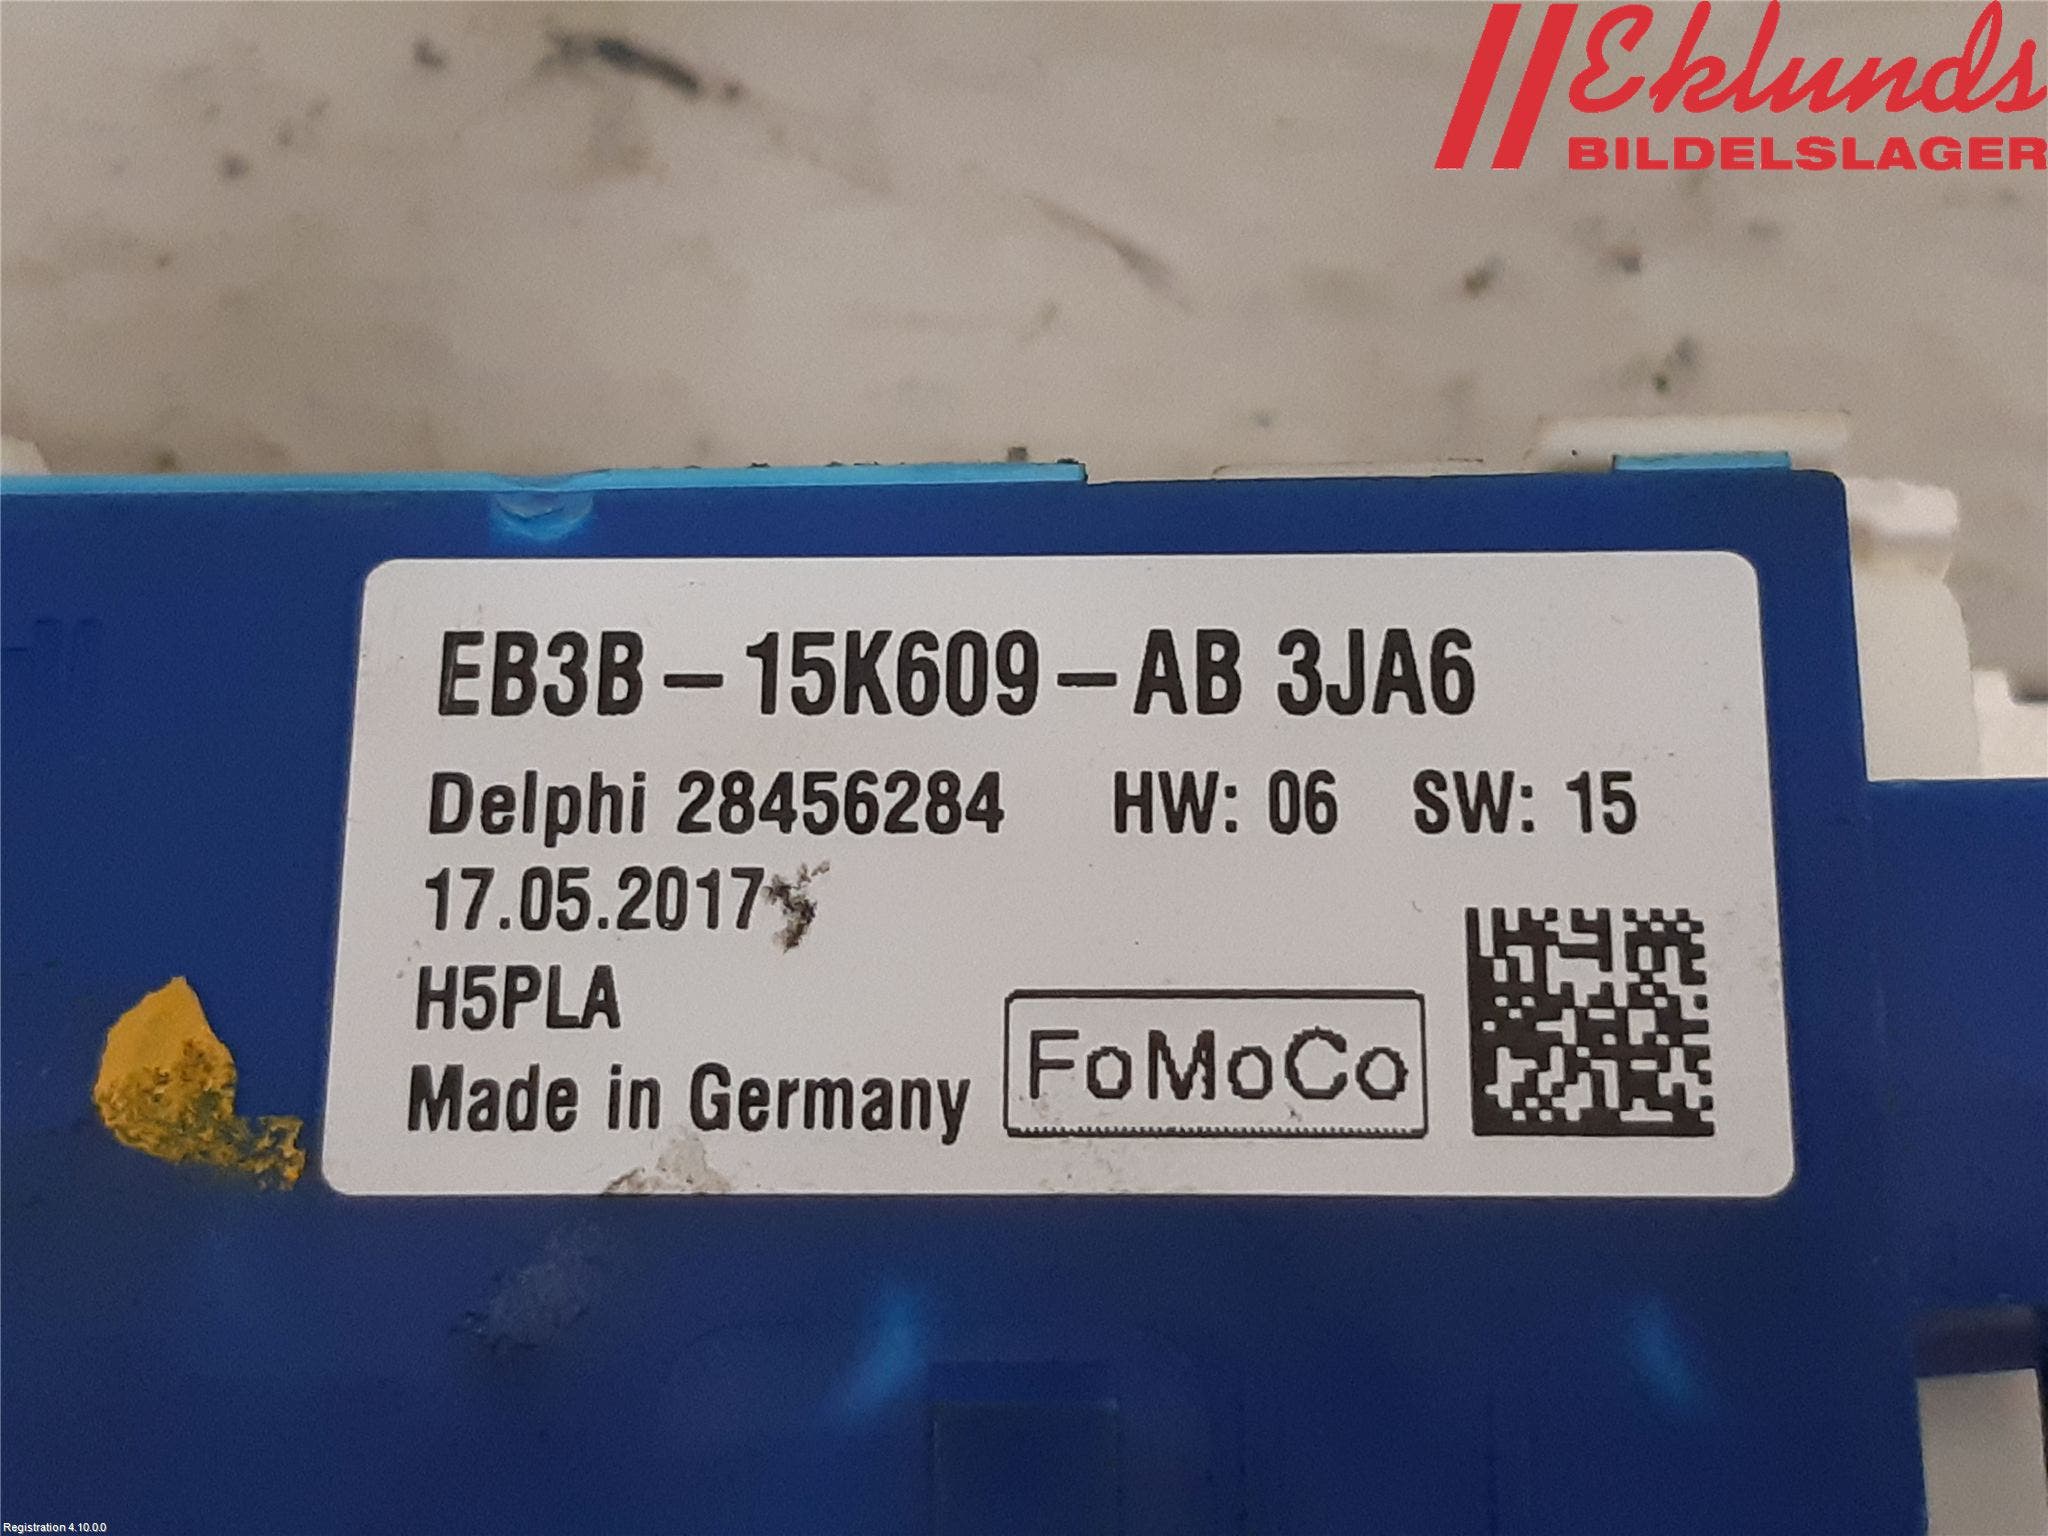 Eklunds
BILDELSLAGER
EB3B-15K609-AB 3JA6
Delphi 28456284 HW: 06 SW: 15
17.05.2017
H5PLA
Made in Germany
FoMoCo
Registration 4.10.0.0